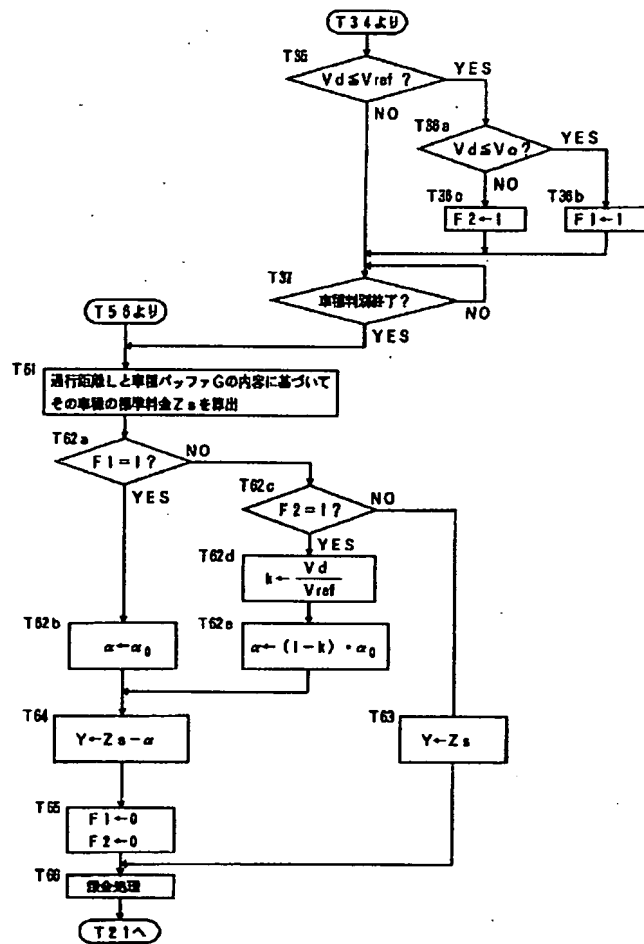 T34より
T36
Vd≦Vref?
YES
NO
T36a
Vd≦Vα?
YES
NO
T36c
F2←1
T36b
F1←1
T37
車種判別終了?
NO
YES
T56より
T61
通行距離Lと車種バッファGの内容に基づいて
その車種の標準料金Zsを算出
T62a
F1=1?
NO
YES
T62c
F2=1?
NO
YES
T62d
k←Vd/Vref
T62b
α←α0
T62e
α←(1-k)・α0
T64
Y←Zs-α
T63
Y←Zs
T65
F1←0
F2←0
T66
課金処理
T21へ